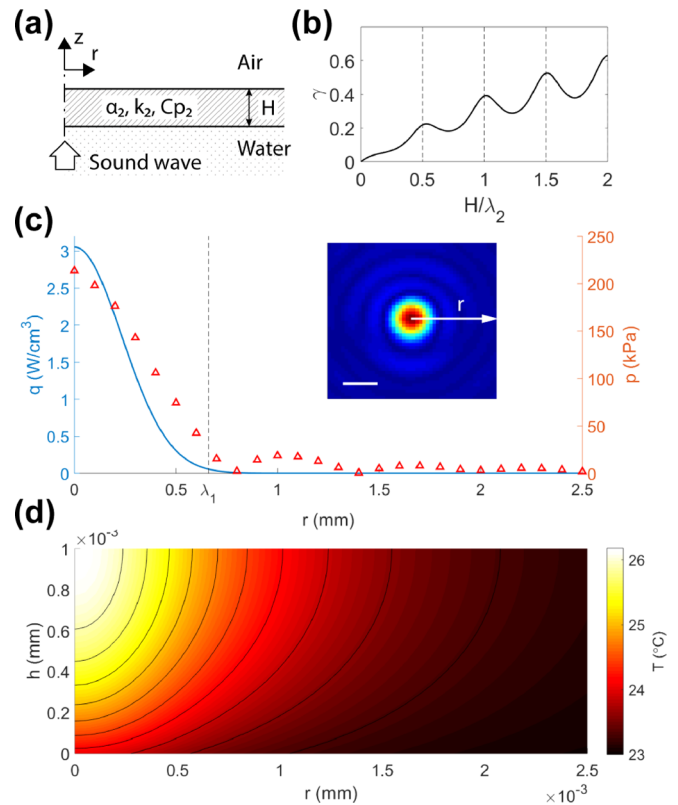 (a)
z
r
Air
α₂, k₂, Cp₂
H
Water
Sound wave
(b)
γ
0.6
0.4
0.2
0
0 0.5 1 1.5 2
H/λ₂
(c)
q (W/cm³)
3
2.5
2
1.5
1
0.5
0
r
p (kPa)
250
200
150
100
50
0
0 0.5 λ₁ 1 1.5 2 2.5
r (mm)
(d)
×10⁻³
h (mm)
1
0.8
0.6
0.4
0.2
0
0 0.5 1 1.5 2 2.5
r (mm)
×10⁻³
26
25
24
23
T (°C)